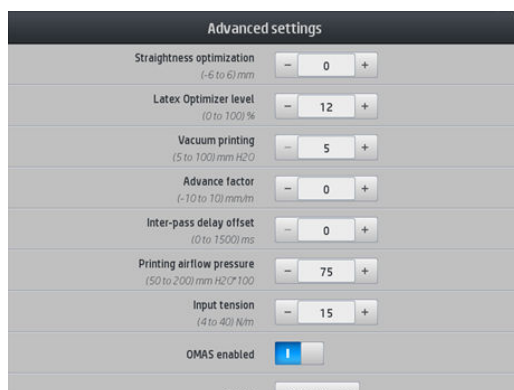 Advanced settings
Straightness optimization
(-6 to 6) mm
− 0 +
Latex Optimizer level
(0 to 100) %
− 12 +
Vacuum printing
(5 to 100) mm H2O
− 5 +
Advance factor
(-10 to 10) mm/m
− 0 +
Inter-pass delay offset
(0 to 1500) ms
− 0 +
Printing airflow pressure
(50 to 200) mm H2O*100
− 75 +
Input tension
(4 to 40) N/m
− 15 +
OMAS enabled
I